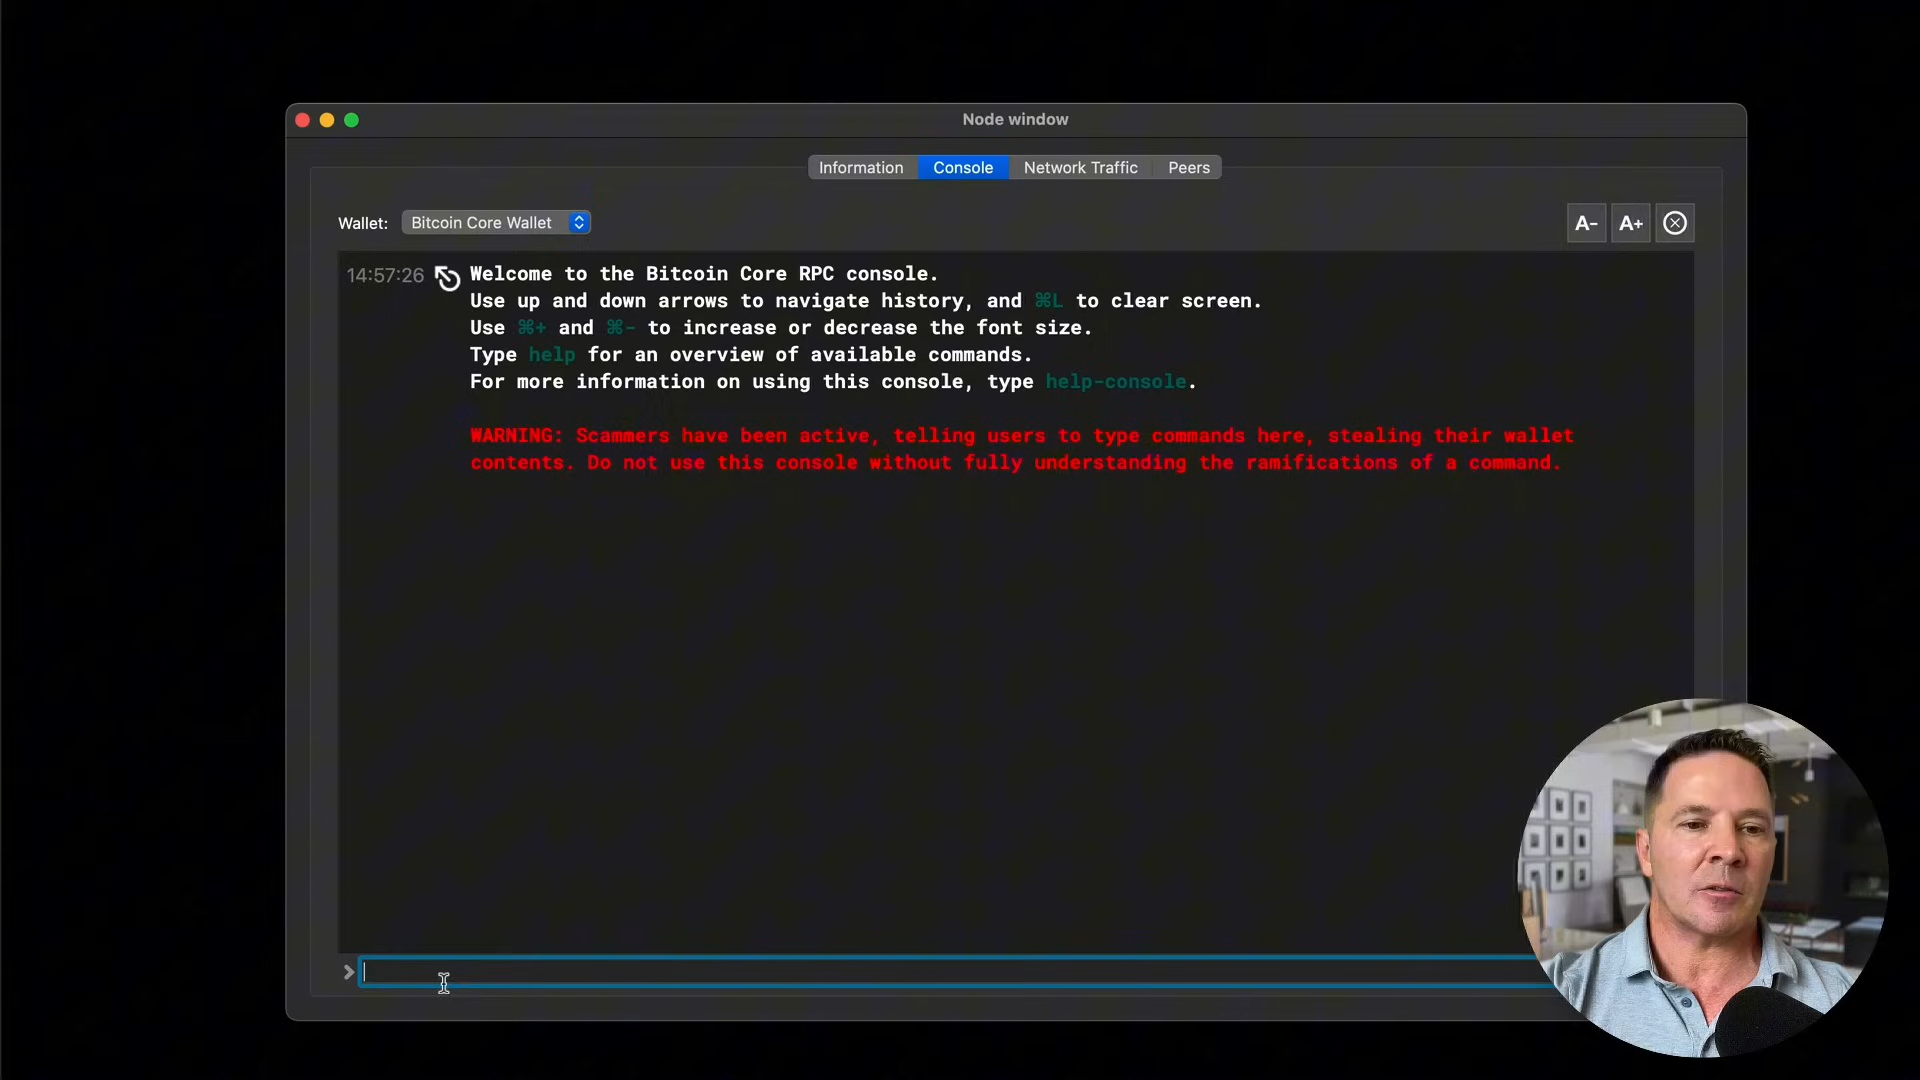 Node window
Information Console Network Traffic Peers
Wallet: Bitcoin Core Wallet A- A+
14:57:26 Welcome to the Bitcoin Core RPC console.
Use up and down arrows to navigate history, and ⌘L to clear screen.
Use ⌘+ and ⌘- to increase or decrease the font size.
Type help for an overview of available commands.
For more information on using this console, type help-console.
WARNING: Scammers have been active, telling users to type commands here, stealing their wallet
contents. Do not use this console without fully understanding the ramifications of a command.